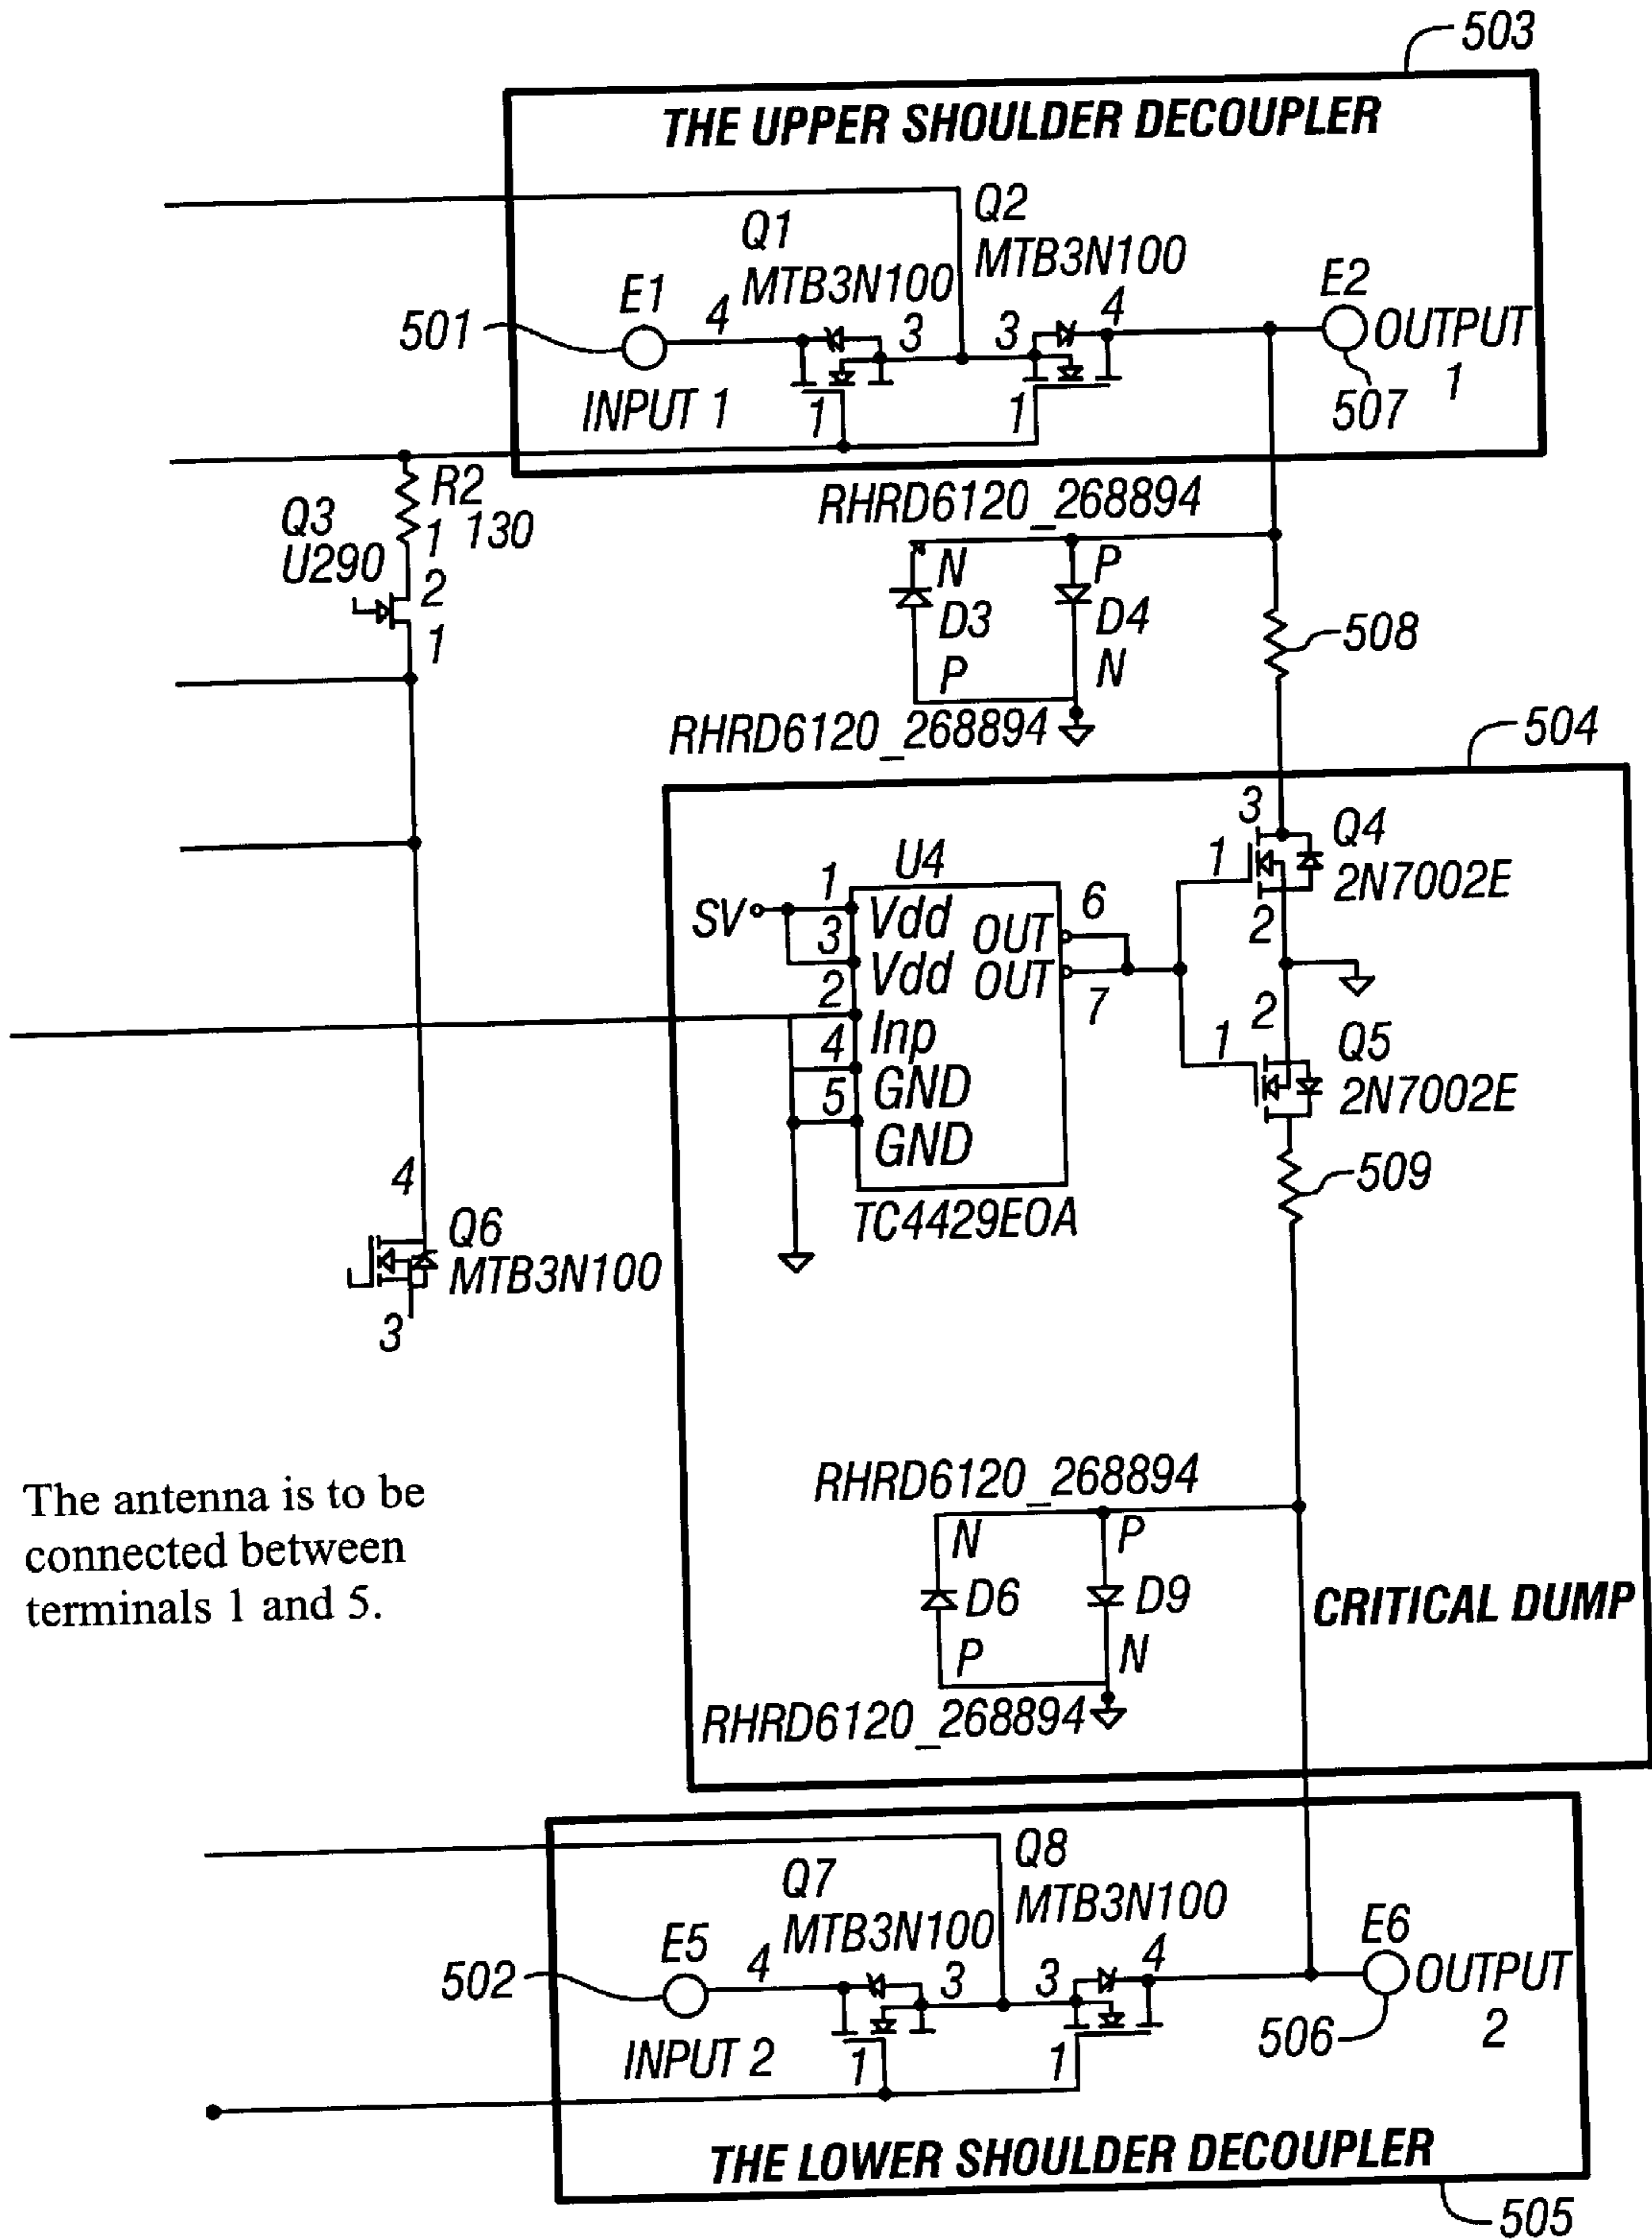 503
THE UPPER SHOULDER DECOUPLER
Q2
Q1
MTB3N100
MTB3N100
E1
E2
4
3
3
4
501
OUTPUT
1
INPUT 1
1
1
507
RHRD6120_268894
R2
Q3
1
130
U290
N
P
2
D3
D4
508
1
P
N
RHRD6120_268894
504
3
Q4
U4
1
2N7002E
1
6
SV
Vdd
OUT
3
2
Vdd
OUT
2
7
2
Inp
Q5
4
1
GND
2N7002E
5
GND
4
509
TC4429EOA
Q6
MTB3N100
3
RHRD6120_268894
The antenna is to be
connected between
terminals 1 and 5.
N
P
D6
D9
CRITICAL DUMP
P
N
RHRD6120_268894
Q8
Q7
MTB3N100
MTB3N100
E5
E6
4
3
3
4
502
OUTPUT
2
INPUT 2
1
1
506
THE LOWER SHOULDER DECOUPLER
505